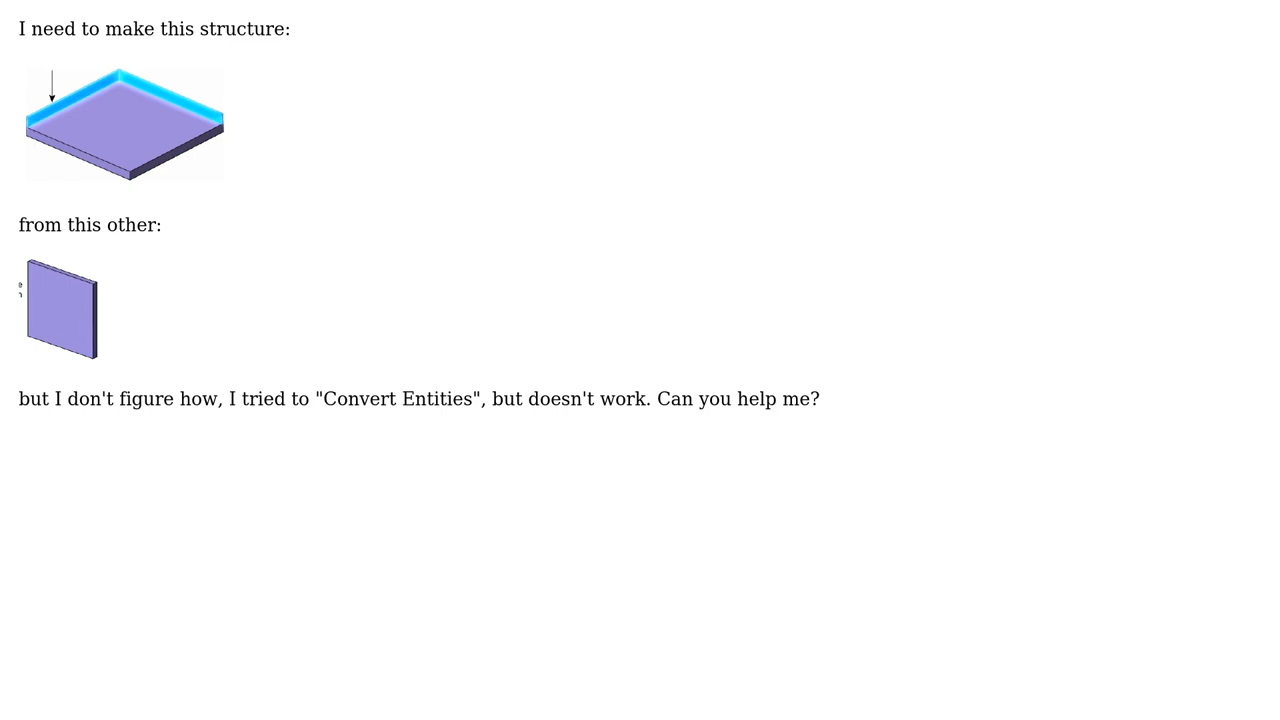 I need to make this structure:
from this other:
e
but I don't figure how, I tried to "Convert Entities", but doesn't work. Can you help me?